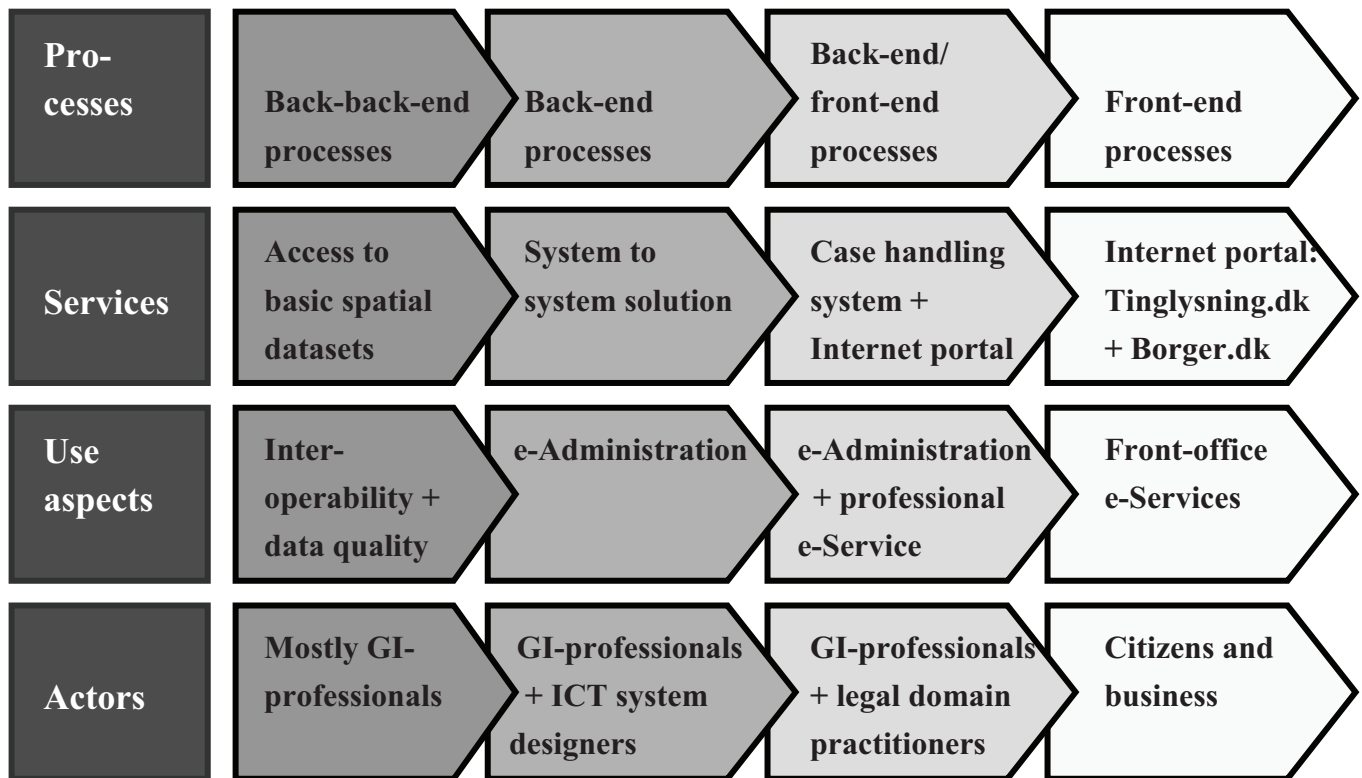 Pro-
cesses
Back-back-end
processes
Back-end
processes
Back-end/
front-end
processes
Front-end
processes
Services
Access to
basic spatial
datasets
System to
system solution
Case handling
system +
Internet portal
Internet portal:
Tinglysning.dk
+ Borger.dk
Use
aspects
Inter-
operability +
data quality
e-Administration
e-Administration
+ professional
e-Service
Front-office
e-Services
Actors
Mostly GI-
professionals
GI-professionals
+ ICT system
designers
GI-professionals
+ legal domain
practitioners
Citizens and
business